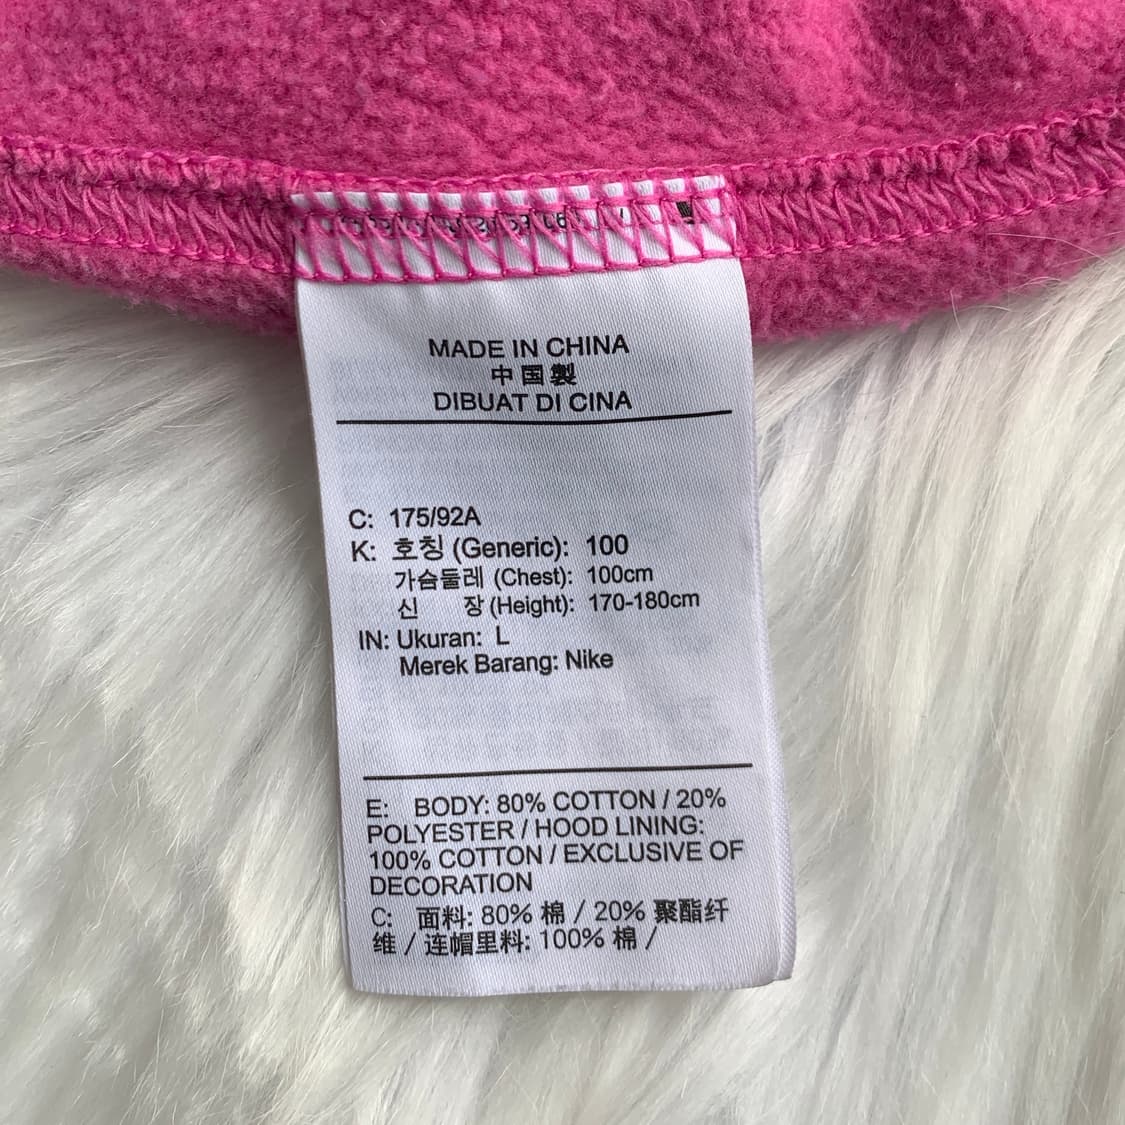 MADE IN CHINA
中国製
DIBUAT DI CINA
C: 175/92A
K: 호칭 (Generic): 100
가슴둘레 (Chest): 100cm
신 장 (Height): 170-180cm
IN: Ukuran: L
Merek Barang: Nike
E: BODY: 80% COTTON / 20%
POLYESTER / HOOD LINING:
100% COTTON / EXCLUSIVE OF
DECORATION
C: 面料: 80% 棉 / 20% 聚酯纤
维 / 连帽里料: 100% 棉 /